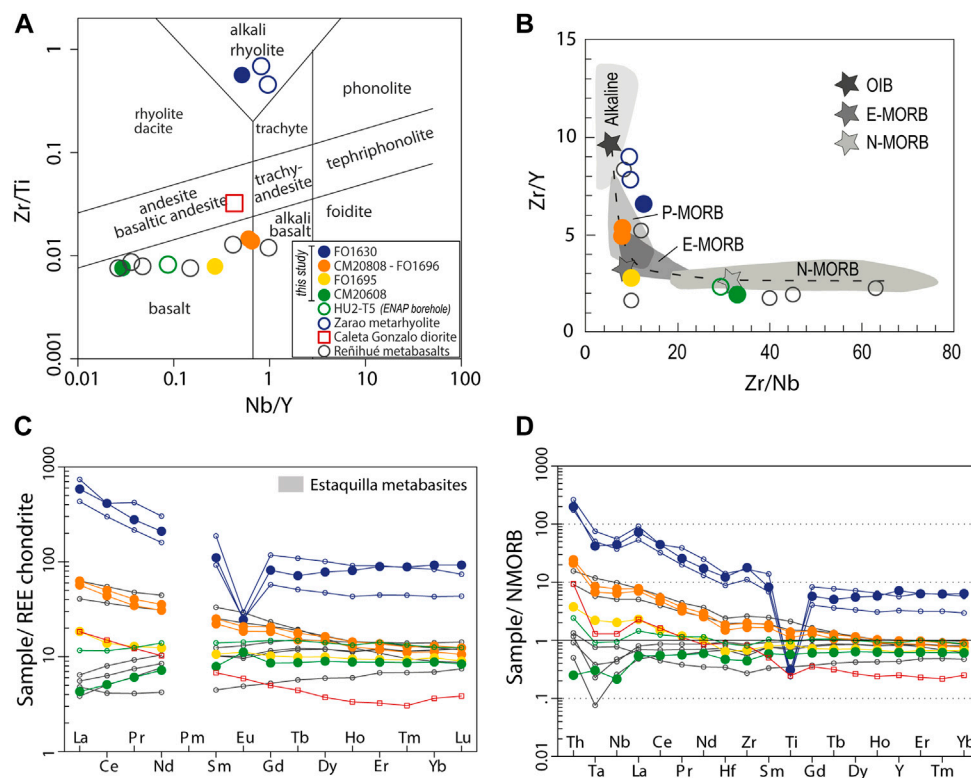 A
alkali
rhyolite
phonolite
rhyolite
dacite
trachyte
tephriphonolite
andesite
basaltic andesite
trachy-
andesite
alkali
basalt
foidite
basalt
Zr/Ti
1
0.1
0.01
0.001
0.01
0.1
1
10
100
Nb/Y
this study
FO1630
CM20808 - FO1696
FO1695
CM20608
HU2-T5 (ENAP borehole)
Zarao metarhyolite
Caleta Gonzalo diorite
Reñihué metabasalts
B
Alkaline
OIB
E-MORB
N-MORB
P-MORB
E-MORB
N-MORB
Zr/Y
15
10
5
0
0
20
40
60
80
Zr/Nb
C
Estaquilla metabasites
Sample/ REE chondrite
1000
100
10
1
La
Pr
Pm
Eu
Tb
Ho
Tm
Lu
Ce
Nd
Sm
Gd
Dy
Er
Yb
D
Sample/ NMORB
1000
100
10
1
.1
0.01
Th
Nb
Ce
Nd
Zr
Ti
Tb
Ho
Er
Yb
Ta
La
Pr
Hf
Sm
Gd
Dy
Y
Tm